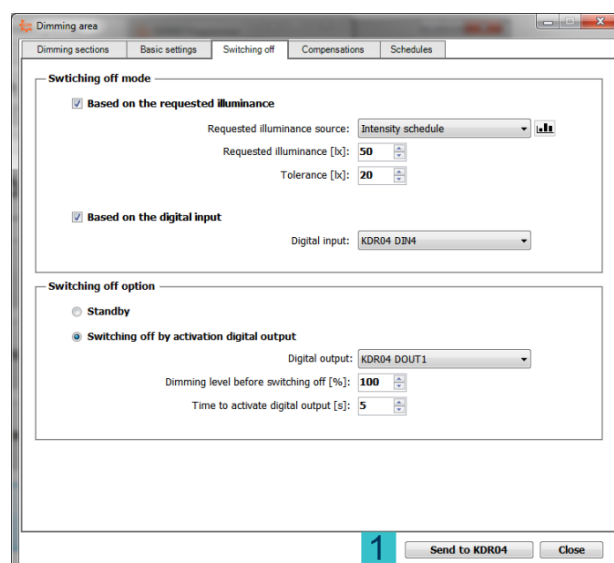 Dimming area
Dimming sections Basic settings Switching off Compensations Schedules
Swtiching off mode
Based on the requested illuminance
Requested illuminance source: Intensity schedule
Requested illuminance [lx]: 50
Tolerance [lx]: 20
Based on the digital input
Digital input: KDR04 DIN4
Switching off option
Standby
Switching off by activation digital output
Digital output: KDR04 DOUT1
Dimming level before switching off [%]: 100
Time to activate digital output [s]: 5
1 Send to KDR04 Close